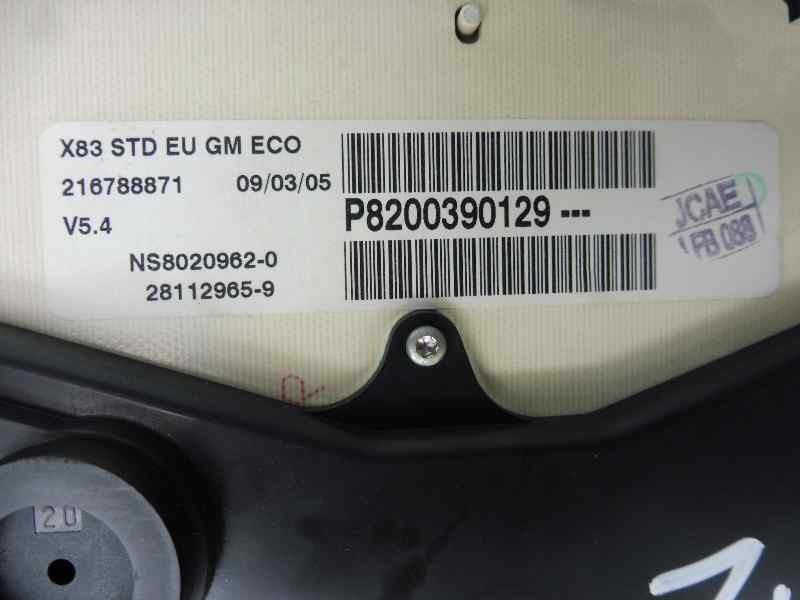 X83 STD EU GM ECO
216788871 09/03/05
V5.4
P8200390129 ---
NS8020962-0
28112965-9
JCAE
FB 088
20